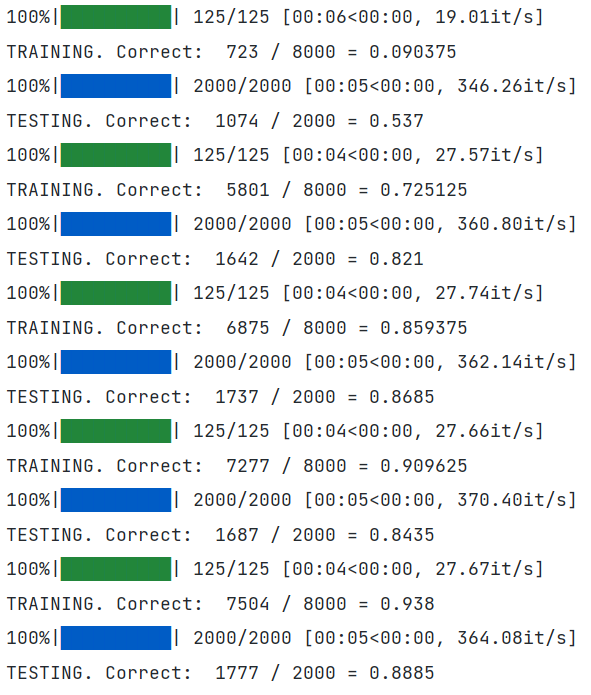 100%|██████████| 125/125 [00:06<00:00, 19.01it/s]
TRAINING. Correct:  723 / 8000 = 0.090375
100%|██████████| 2000/2000 [00:05<00:00, 346.26it/s]
TESTING. Correct:  1074 / 2000 = 0.537
100%|██████████| 125/125 [00:04<00:00, 27.57it/s]
TRAINING. Correct:  5801 / 8000 = 0.725125
100%|██████████| 2000/2000 [00:05<00:00, 360.80it/s]
TESTING. Correct:  1642 / 2000 = 0.821
100%|██████████| 125/125 [00:04<00:00, 27.74it/s]
TRAINING. Correct:  6875 / 8000 = 0.859375
100%|██████████| 2000/2000 [00:05<00:00, 362.14it/s]
TESTING. Correct:  1737 / 2000 = 0.8685
100%|██████████| 125/125 [00:04<00:00, 27.66it/s]
TRAINING. Correct:  7277 / 8000 = 0.909625
100%|██████████| 2000/2000 [00:05<00:00, 370.40it/s]
TESTING. Correct:  1687 / 2000 = 0.8435
100%|██████████| 125/125 [00:04<00:00, 27.67it/s]
TRAINING. Correct:  7504 / 8000 = 0.938
100%|██████████| 2000/2000 [00:05<00:00, 364.08it/s]
TESTING. Correct:  1777 / 2000 = 0.8885